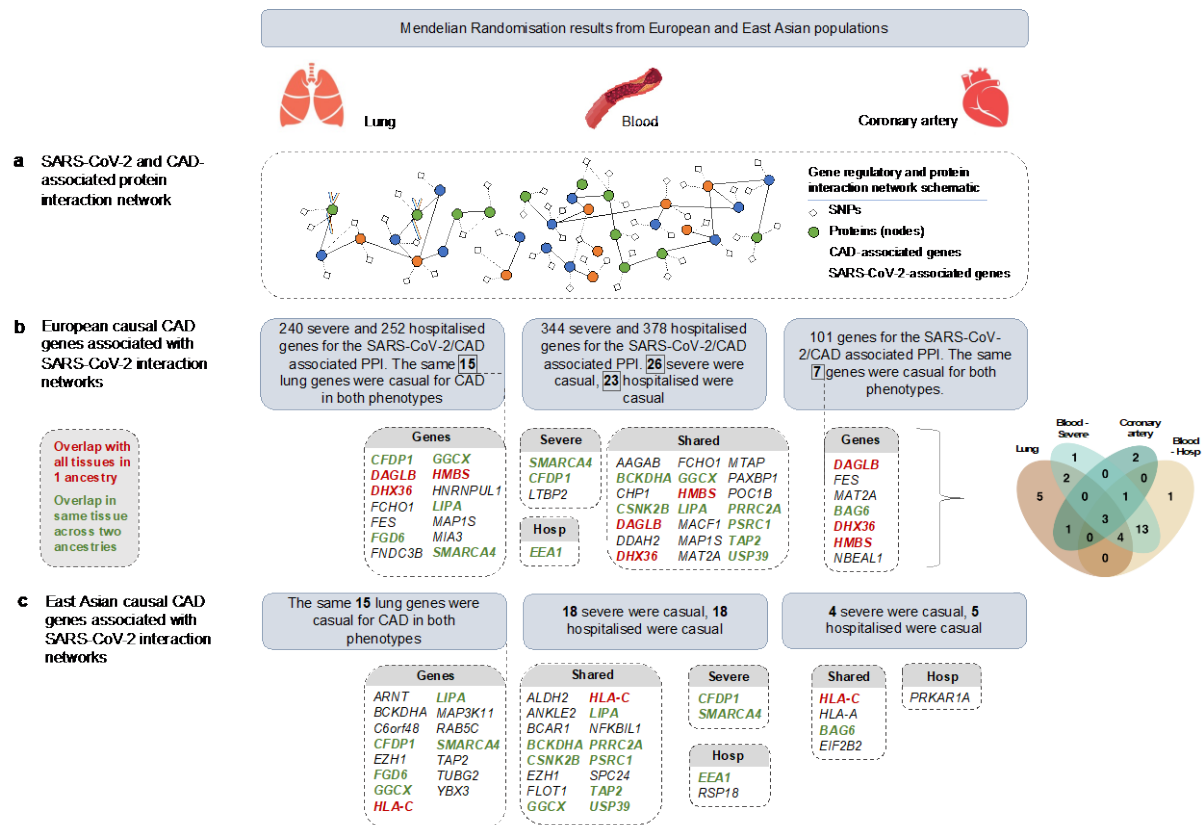 Mendelian Randomisation results from European and East Asian populations
Lung
Blood
Coronary artery
a SARS-CoV-2 and CAD-
associated protein
interaction network
Gene regulatory and protein
interaction network schematic
SNPs
Proteins (nodes)
CAD-associated genes
SARS-CoV-2-associated genes
b European causal CAD
genes associated with
SARS-CoV-2 interaction
networks
240 severe and 252 hospitalised
genes for the SARS-CoV-2/CAD
associated PPI. The same 15
lung genes were casual for CAD
in both phenotypes
344 severe and 378 hospitalised
genes for the SARS-CoV-2/CAD
associated PPI. 26 severe were
casual, 23 hospitalised were
casual
101 genes for the SARS-CoV-
2/CAD associated PPI. The same
7 genes were casual for both
phenotypes.
Overlap with
all tissues in
1 ancestry
Overlap in
same tissue
across two
ancestries
Genes
CFDP1 GGCX
DAGLB HMBS
DHX36 HNRNPUL1
FCHO1 LIPA
FES MAP1S
FGD6 MIA3
FNDC3B SMARCA4
Severe
SMARCA4
CFDP1
LTBP2
Hosp
EEA1
Shared
AAGAB FCHO1 MTAP
BCKDHA GGCX PAXBP1
CHP1 HMBS POC1B
CSNK2B LIPA PRRC2A
DAGLB MACF1 PSRC1
DDAH2 MAP1S TAP2
DHX36 MAT2A USP39
Genes
DAGLB
FES
MAT2A
BAG6
DHX36
HMBS
NBEAL1
Lung
Blood -
Severe
Coronary
artery
Blood
- Hosp
1 2
5 2 0 1
0 1
3 13
1 0 4
0
c East Asian causal CAD
genes associated with
SARS-CoV-2 interaction
networks
The same 15 lung genes were
casual for CAD in both
phenotypes
18 severe were casual, 18
hospitalised were casual
4 severe were casual, 5
hospitalised were casual
Genes
ARNT LIPA
BCKDHA MAP3K11
C6orf48 RAB5C
CFDP1 SMARCA4
EZH1 TAP2
FGD6 TUBG2
GGCX YBX3
HLA-C
Shared
ALDH2 HLA-C
ANKLE2 LIPA
BCAR1 NFKBIL1
BCKDHA PRRC2A
CSNK2B PSRC1
EZH1 SPC24
FLOT1 TAP2
GGCX USP39
Severe
CFDP1
SMARCA4
Hosp
EEA1
RSP18
Shared
HLA-C
HLA-A
BAG6
EIF2B2
Hosp
PRKAR1A